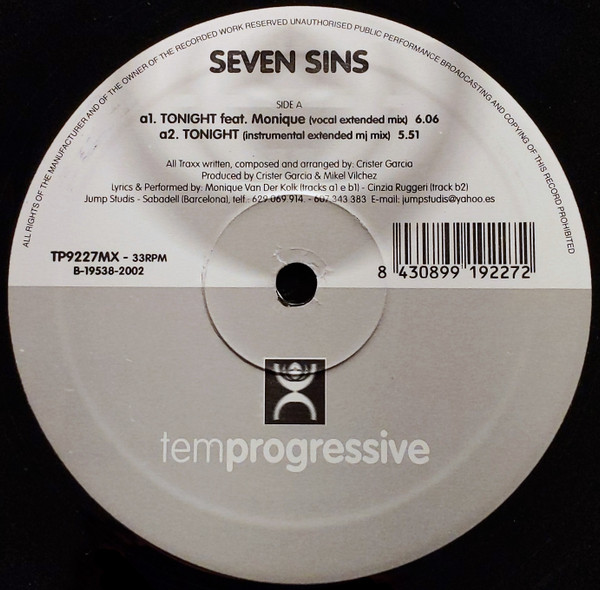 ALL RIGHTS OF THE MANUFACTURER AND OF THE OWNER OF THE RECORDED WORK RESERVED UNAUTHORISED PUBLIC PERFORMANCE BROADCASTING AND COPYING OF THIS RECORD PROHIBITED
SEVEN SINS
SIDE A
a1. TONIGHT feat. Monique (vocal extended mix) 6.06
a2. TONIGHT (instrumental extended mj mix) 5.51
All Traxx written, composed and arranged by: Crister Garcia
Produced by Crister Garcia & Mikel Vilchez
Lyrics & Performed by: Monique Van Der Kolk (tracks a1 e b1) - Cinzia Ruggeri (track b2)
Jump Studis - Sabadell (Barcelona), telf.: 629 069 914 - 607 343 383 E-mail: jumpstudis@yahoo.es
TP9227MX - 33RPM
B-19538-2002
8 430899 192272
temprogressive